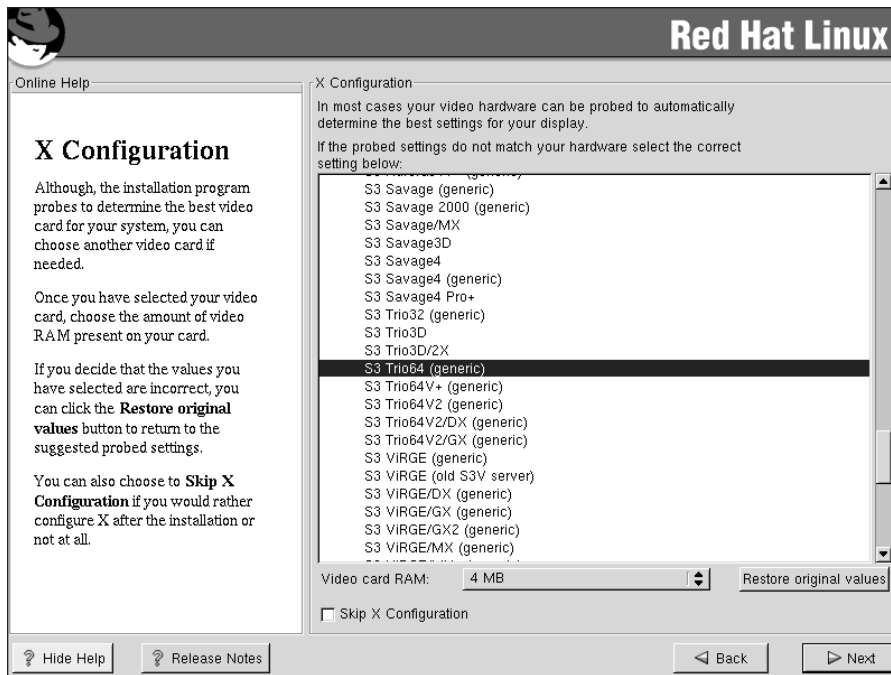 Red Hat Linux
Online Help
X Configuration
Although, the installation program
probes to determine the best video
card for your system, you can
choose another video card if
needed.
Once you have selected your video
card, choose the amount of video
RAM present on your card.
If you decide that the values you
have selected are incorrect, you
can click the Restore original
values button to return to the
suggested probed settings.
You can also choose to Skip X
Configuration if you would rather
configure X after the installation or
not at all.
X Configuration
In most cases your video hardware can be probed to automatically
determine the best settings for your display.
If the probed settings do not match your hardware select the correct
setting below:
S3 Savage (generic)
S3 Savage 2000 (generic)
S3 Savage/MX
S3 Savage3D
S3 Savage4
S3 Savage4 (generic)
S3 Savage4 Pro+
S3 Trio32 (generic)
S3 Trio3D
S3 Trio3D/2X
S3 Trio64 (generic)
S3 Trio64V+ (generic)
S3 Trio64V2 (generic)
S3 Trio64V2/DX (generic)
S3 Trio64V2/GX (generic)
S3 ViRGE (generic)
S3 ViRGE (old S3V server)
S3 ViRGE/DX (generic)
S3 ViRGE/GX (generic)
S3 ViRGE/GX2 (generic)
S3 ViRGE/MX (generic)
Video card RAM: 4 MB Restore original values
Skip X Configuration
Hide Help Release Notes Back Next